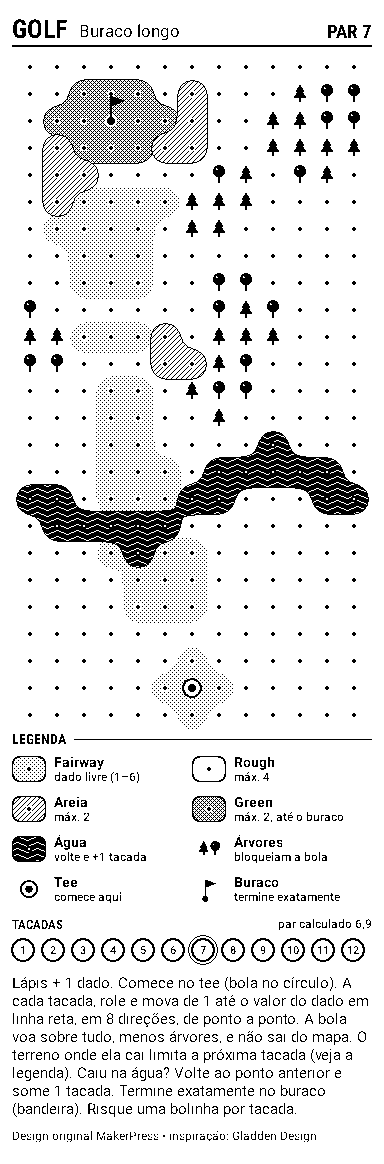 GOLF Buraco longo PAR 7
LEGENDA
Fairway
dado livre (1–6)
Rough
máx. 4
Areia
máx. 2
Green
máx. 2, até o buraco
Água
volte e +1 tacada
Árvores
bloqueiam a bola
Tee
comece aqui
Buraco
termine exatamente
TACADAS par calculado 6,9
1 2 3 4 5 6 7 8 9 10 11 12
Lápis + 1 dado. Comece no tee (bola no círculo). A
cada tacada, role e mova de 1 até o valor do dado em
linha reta, em 8 direções, de ponto a ponto. A bola
voa sobre tudo, menos árvores, e não sai do mapa. O
terreno onde ela cai limita a próxima tacada (veja a
legenda). Caiu na água? Volte ao ponto anterior e
some 1 tacada. Termine exatamente no buraco
(bandeira). Risque uma bolinha por tacada.
Design original MakerPress • inspiração: Gladden Design